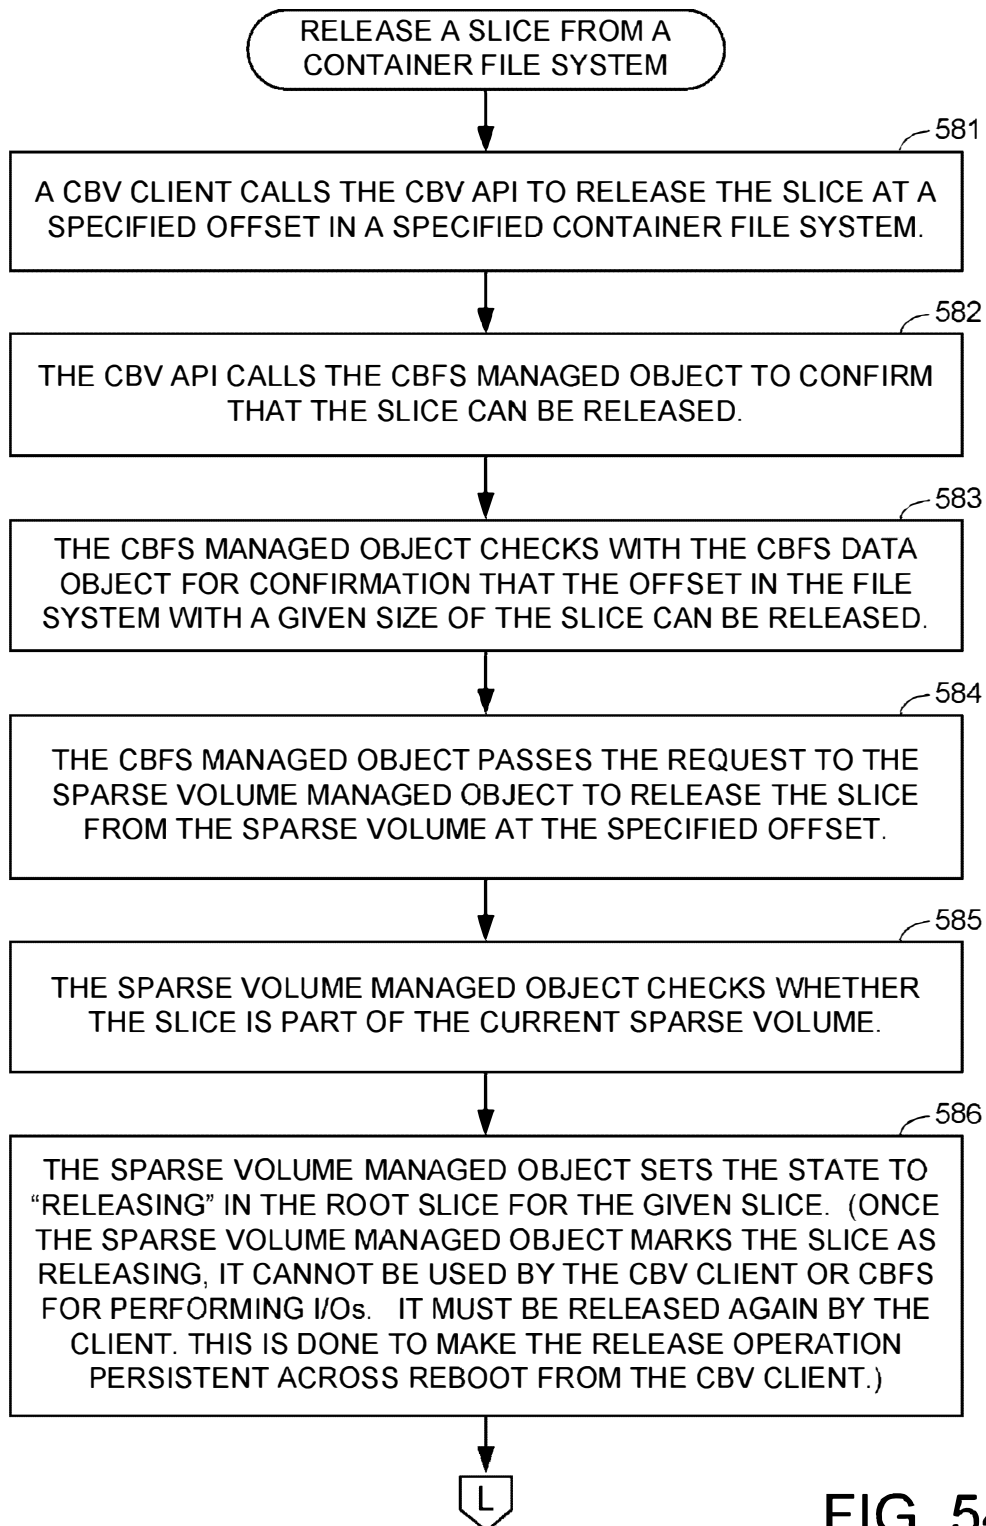 RELEASE A SLICE FROM A
CONTAINER FILE SYSTEM
581
A CBV CLIENT CALLS THE CBV API TO RELEASE THE SLICE AT A
SPECIFIED OFFSET IN A SPECIFIED CONTAINER FILE SYSTEM.
582
THE CBV API CALLS THE CBFS MANAGED OBJECT TO CONFIRM
THAT THE SLICE CAN BE RELEASED.
583
THE CBFS MANAGED OBJECT CHECKS WITH THE CBFS DATA
OBJECT FOR CONFIRMATION THAT THE OFFSET IN THE FILE
SYSTEM WITH A GIVEN SIZE OF THE SLICE CAN BE RELEASED.
584
THE CBFS MANAGED OBJECT PASSES THE REQUEST TO THE
SPARSE VOLUME MANAGED OBJECT TO RELEASE THE SLICE
FROM THE SPARSE VOLUME AT THE SPECIFIED OFFSET.
585
THE SPARSE VOLUME MANAGED OBJECT CHECKS WHETHER
THE SLICE IS PART OF THE CURRENT SPARSE VOLUME.
586
THE SPARSE VOLUME MANAGED OBJECT SETS THE STATE TO
“RELEASING” IN THE ROOT SLICE FOR THE GIVEN SLICE. (ONCE
THE SPARSE VOLUME MANAGED OBJECT MARKS THE SLICE AS
RELEASING, IT CANNOT BE USED BY THE CBV CLIENT OR CBFS
FOR PERFORMING I/Os. IT MUST BE RELEASED AGAIN BY THE
CLIENT. THIS IS DONE TO MAKE THE RELEASE OPERATION
PERSISTENT ACROSS REBOOT FROM THE CBV CLIENT.)
L
FIG.